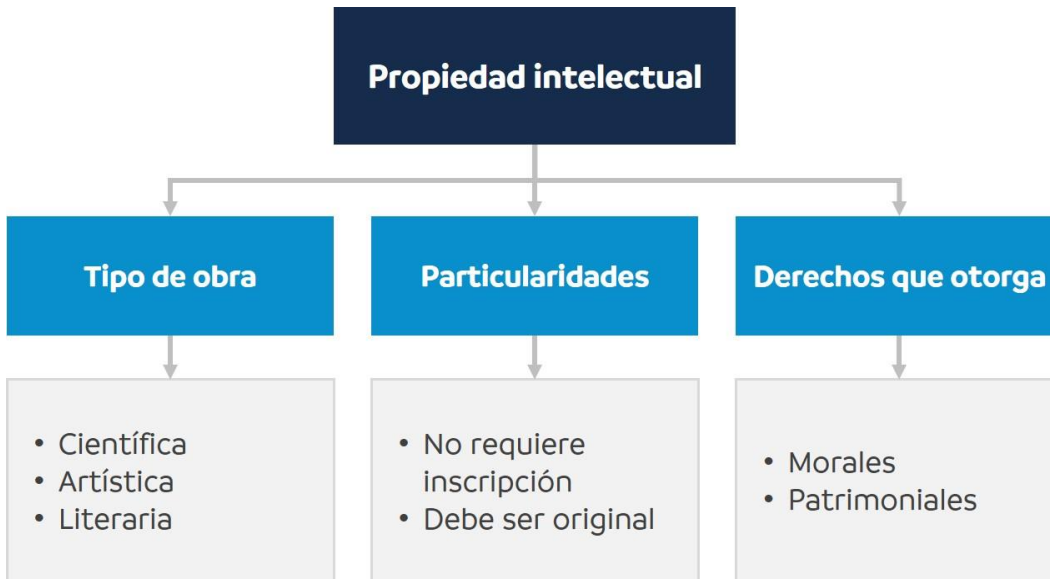 Propiedad intelectual
Tipo de obra
Particularidades
Derechos que otorga
• Científica
• Artística
• Literaria
• No requiere
inscripción
• Debe ser original
• Morales
• Patrimoniales